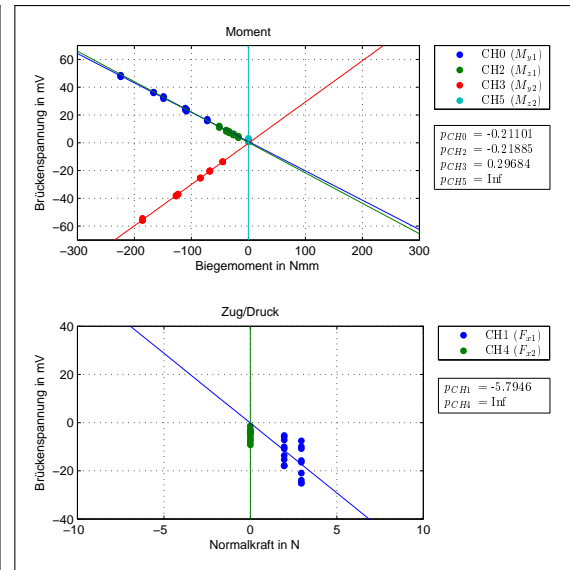 Moment
Brückenspannung in mV
60
40
20
0
−20
−40
−60
−300
−200
−100
0
100
200
300
Biegemoment in Nmm
CH0 (My1)
CH2 (Mz1)
CH3 (My2)
CH5 (Mz2)
pCH0 = -0.21101
pCH2 = -0.21885
pCH3 = 0.29684
pCH5 = Inf
Zug/Druck
Brückenspannung in mV
40
20
0
−20
−40
−10
−5
0
5
10
Normalkraft in N
CH1 (Fx1)
CH4 (Fx2)
pCH1 = -5.7946
pCH4 = Inf